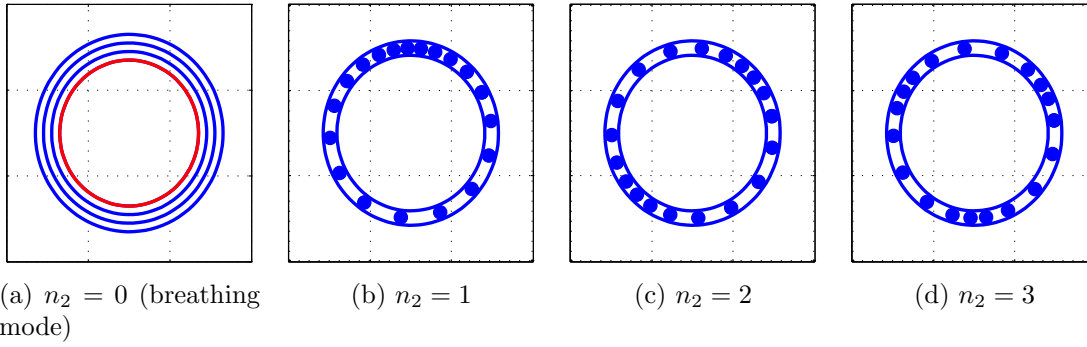 (a) n₂ = 0 (breathing
mode)
(b) n₂ = 1
(c) n₂ = 2
(d) n₂ = 3